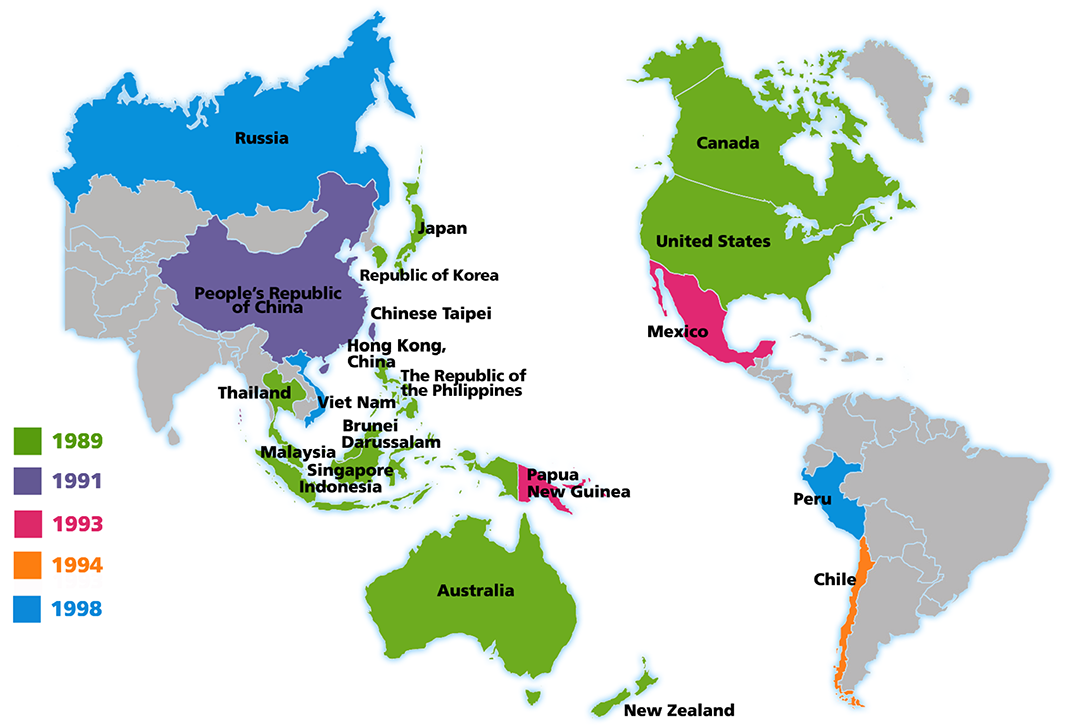 Russia
Canada
Japan
United States
Republic of Korea
People's Republic
of China
Chinese Taipei
Mexico
Hong Kong,
China
The Republic of
the Philippines
Thailand
Viet Nam
Brunei
Darussalam
Malaysia
Singapore
Indonesia
Papua
New Guinea
Peru
Chile
Australia
New Zealand
1989
1991
1993
1994
1998